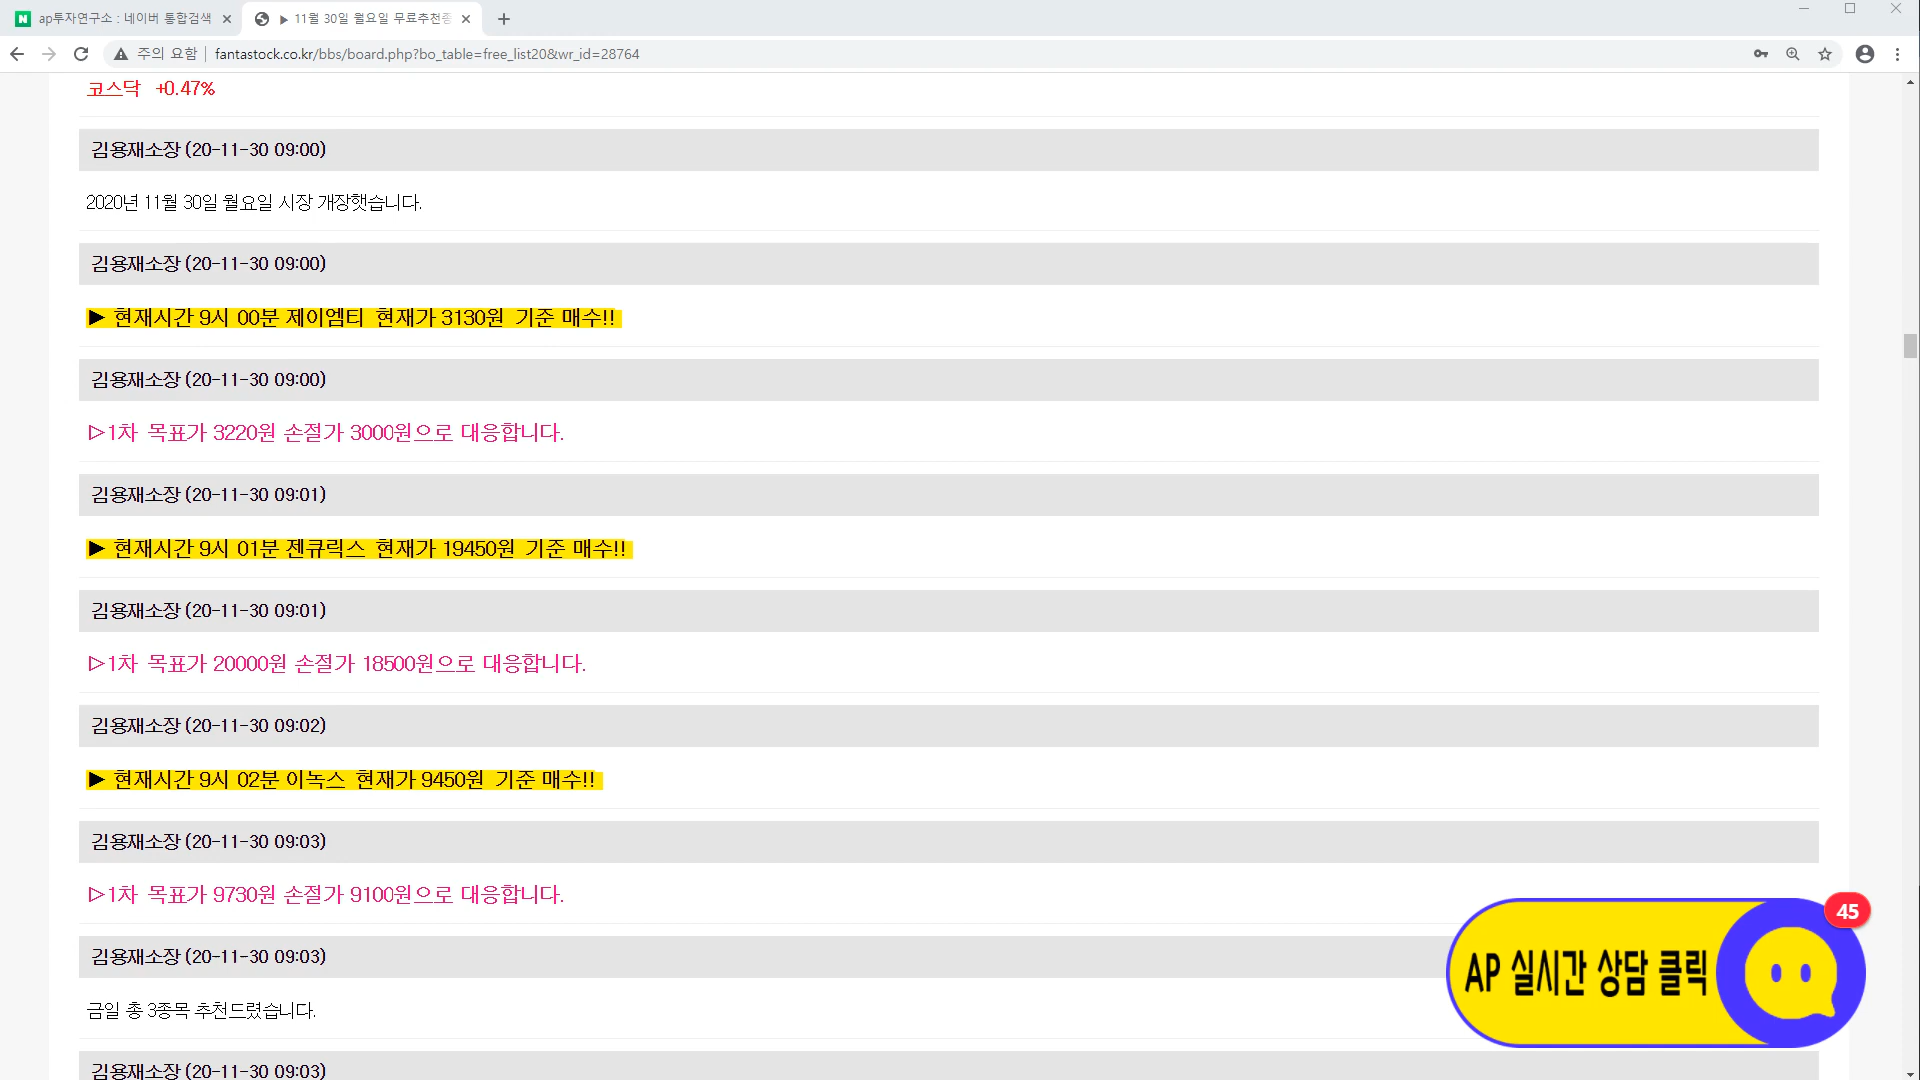 ap투자연구소 : 네이버 통합검색
▶ 11월 30일 월요일 무료추천종
주의 요함
fantastock.co.kr/bbs/board.php?bo_table=free_list20&wr_id=28764
코스닥 +0.47%
김용재소장 (20-11-30 09:00)
2020년 11월 30일 월요일 시장 개장햇습니다.
김용재소장 (20-11-30 09:00)
▶ 현재시간 9시 00분 제이엠티 현재가 3130원 기준 매수!!
김용재소장 (20-11-30 09:00)
▷1차 목표가 3220원 손절가 3000원으로 대응합니다.
김용재소장 (20-11-30 09:01)
▶ 현재시간 9시 01분 젠큐릭스 현재가 19450원 기준 매수!!
김용재소장 (20-11-30 09:01)
▷1차 목표가 20000원 손절가 18500원으로 대응합니다.
김용재소장 (20-11-30 09:02)
▶ 현재시간 9시 02분 이녹스 현재가 9450원 기준 매수!!
김용재소장 (20-11-30 09:03)
▷1차 목표가 9730원 손절가 9100원으로 대응합니다.
김용재소장 (20-11-30 09:03)
금일 총 3종목 추천드렸습니다.
김용재소장 (20-11-30 09:03)
45
AP 실시간 상담 클릭